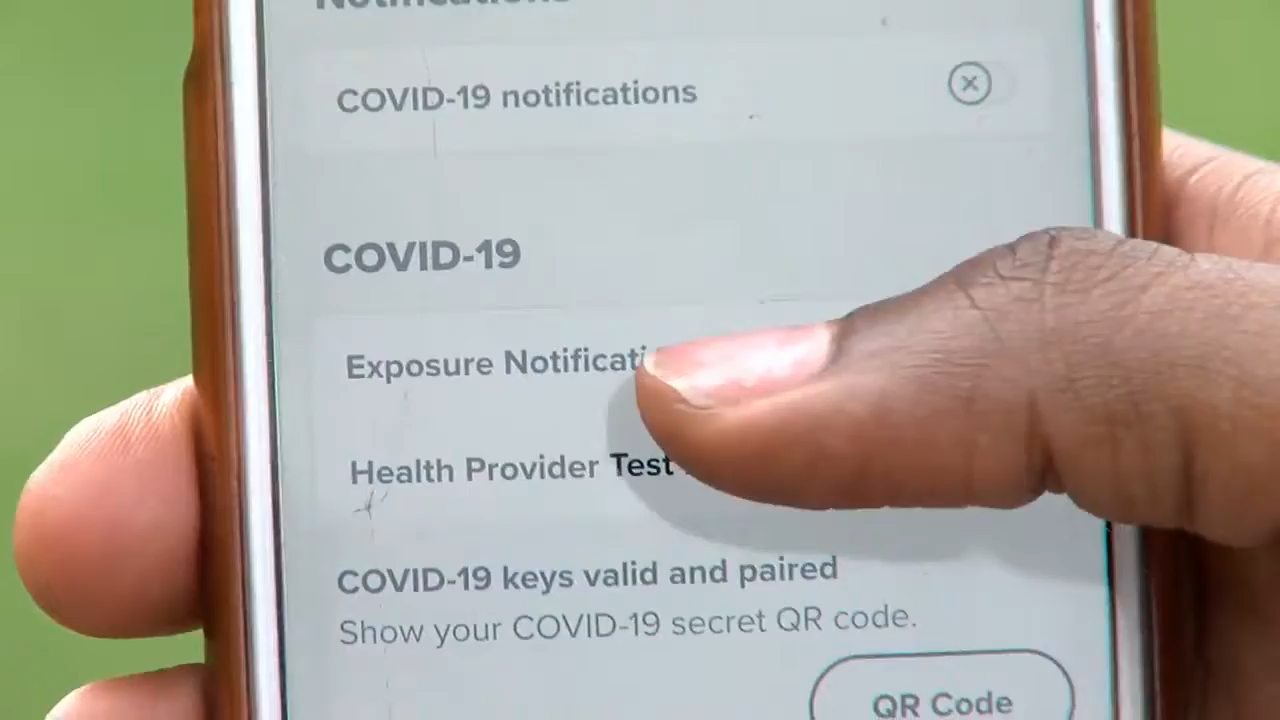 Notifications
COVID-19 notifications
COVID-19
Exposure Notificati
Health Provider Test
COVID-19 keys valid and paired
Show your COVID-19 secret QR code.
QR Code